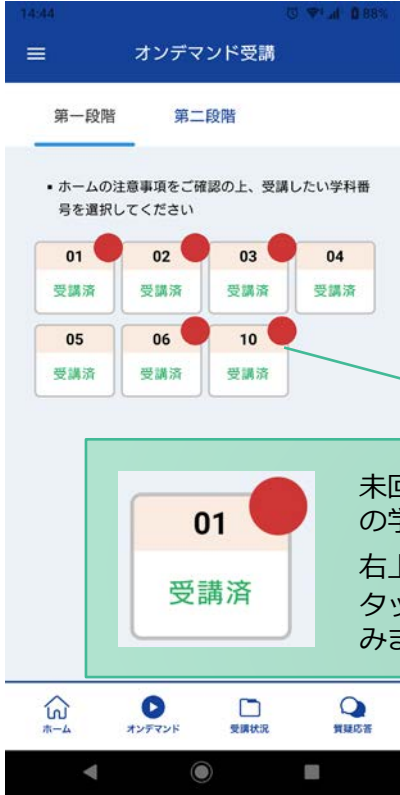 14:44 88%
オンデマンド受講
第一段階 第二段階
▪ ホームの注意事項をご確認の上、受講したい学科番
号を選択してください
01 02 03 04
受講済 受講済 受講済 受講済
05 06 10
受講済 受講済 受講済
未回
の学
01
右上
受講済
タッ
みま
ホーム オンデマンド 受講状況 質疑応答